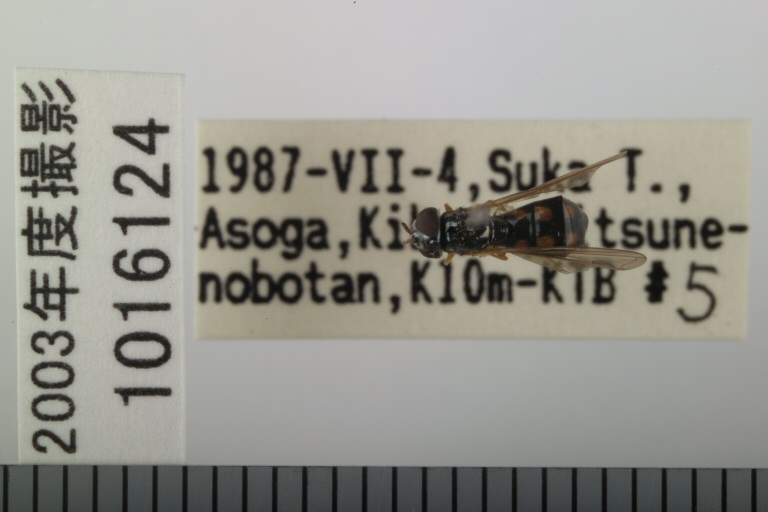 2003年度撮影
1016124
1987-VII-4,Suka T.,
Asoga, tsune-
nobotan,K10m-K1B #5